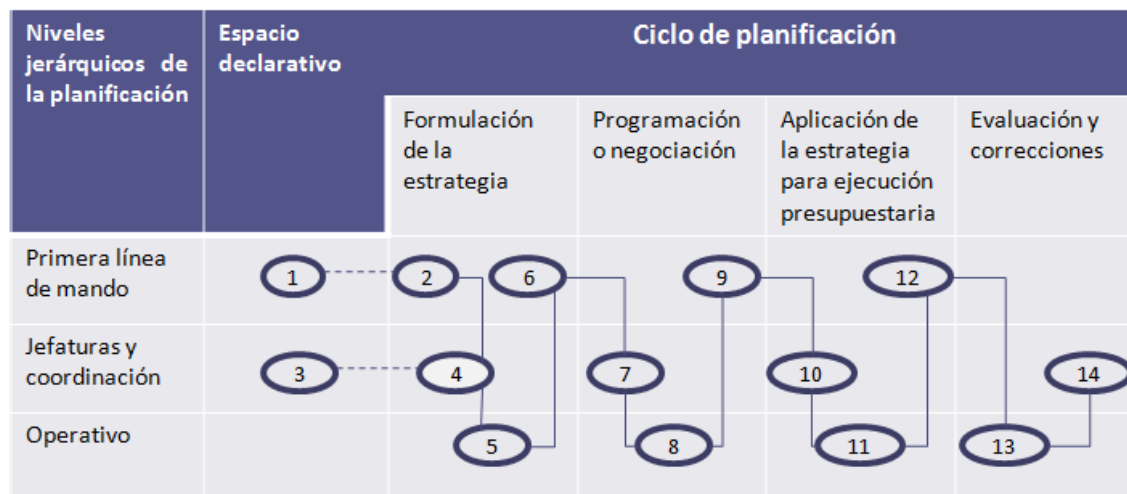 Niveles
jerárquicos de
la planificación
Espacio
declarativo
Ciclo de planificación
Formulación
de la
estrategia
Programación
o negociación
Aplicación de
la estrategia
para ejecución
presupuestaria
Evaluación y
correcciones
Primera línea
de mando
1
2
6
9
12
Jefaturas y
coordinación
3
4
7
10
14
Operativo
5
8
11
13